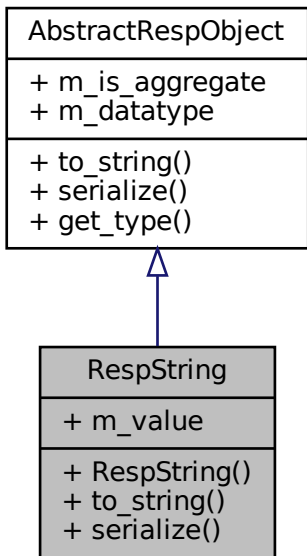 AbstractRespObject
+ m_is_aggregate
+ m_datatype
+ to_string()
+ serialize()
+ get_type()
RespString
+ m_value
+ RespString()
+ to_string()
+ serialize()